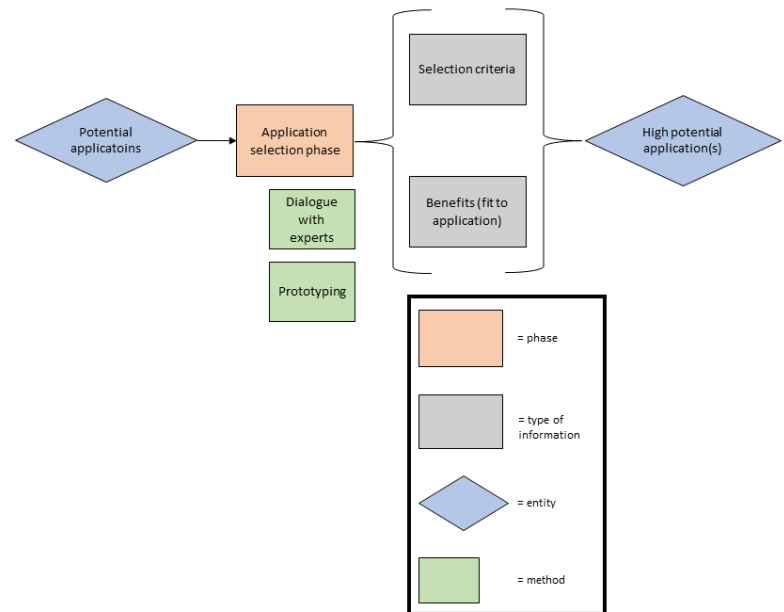 Selection criteria
Potential
applicatoins
Application
selection phase
High potential
application(s)
Dialogue
with
experts
Benefits (fit to
application)
Prototyping
= phase
= type of
information
= entity
= method